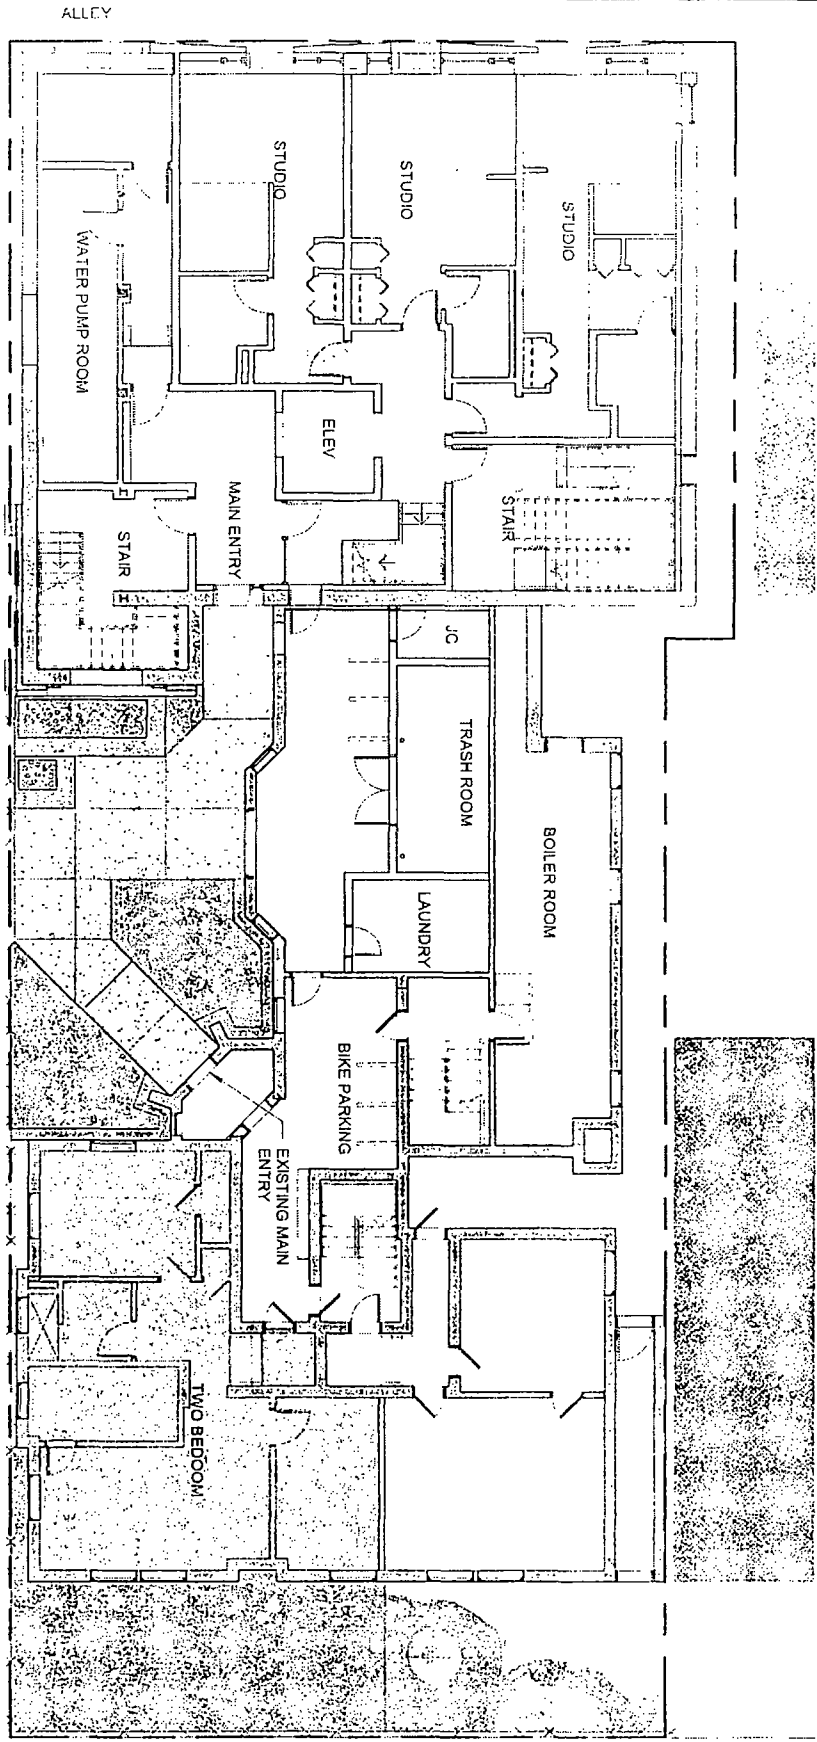 ALLEY
STUDIO
STUDIO
STUDIO
WATER PUMP ROOM
ELEV
MAIN ENTRY
STAIR
STAIR
JC
TRASH ROOM
BOILER ROOM
LAUNDRY
BIKE PARKING
EXISTING MAIN
ENTRY
TWO BEDOOM